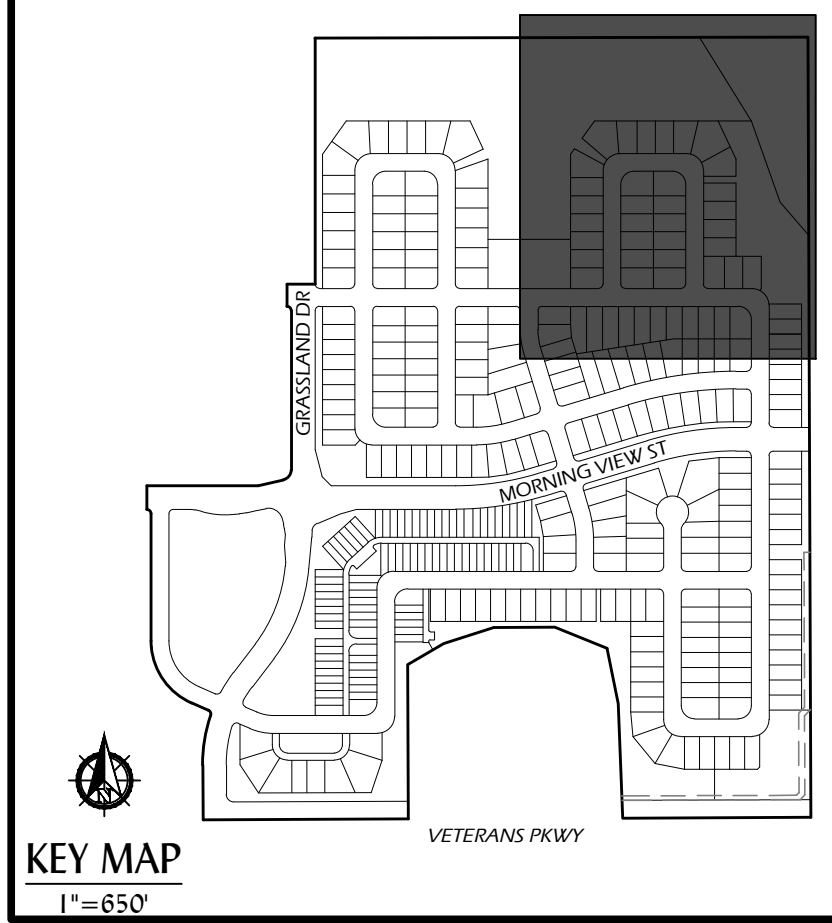 GRASSLAND DR
MORNING VIEW ST
VETERANS PKWY
N
KEY MAP
1"=650'